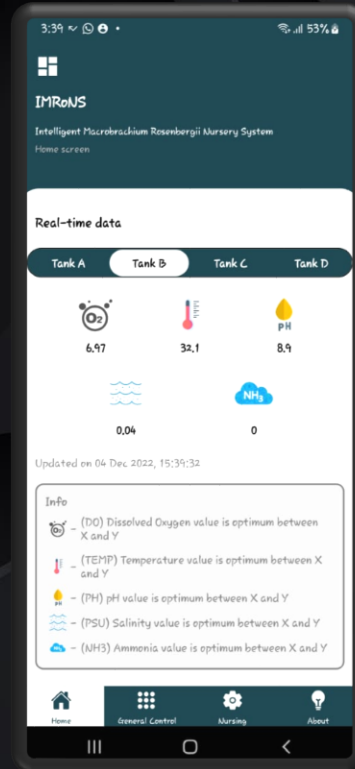 3:39
53%
IMRoNS
Intelligent Macrobrachium Rosenbergii Nursery System
Home screen
Real-time data
Tank A Tank B Tank C Tank D
O2
PH
6.97 32.1 8.9
NH3
0.04 0
Updated on 04 Dec 2022, 15:39:32
Info
- (DO) Dissolved Oxygen value is optimum between
X and Y
- (TEMP) Temperature value is optimum between X
and Y
- (PH) pH value is optimum between X and Y
- (PSU) Salinity value is optimum between X and Y
- (NH3) Ammonia value is optimum between X and Y
Home General Control Nursing About